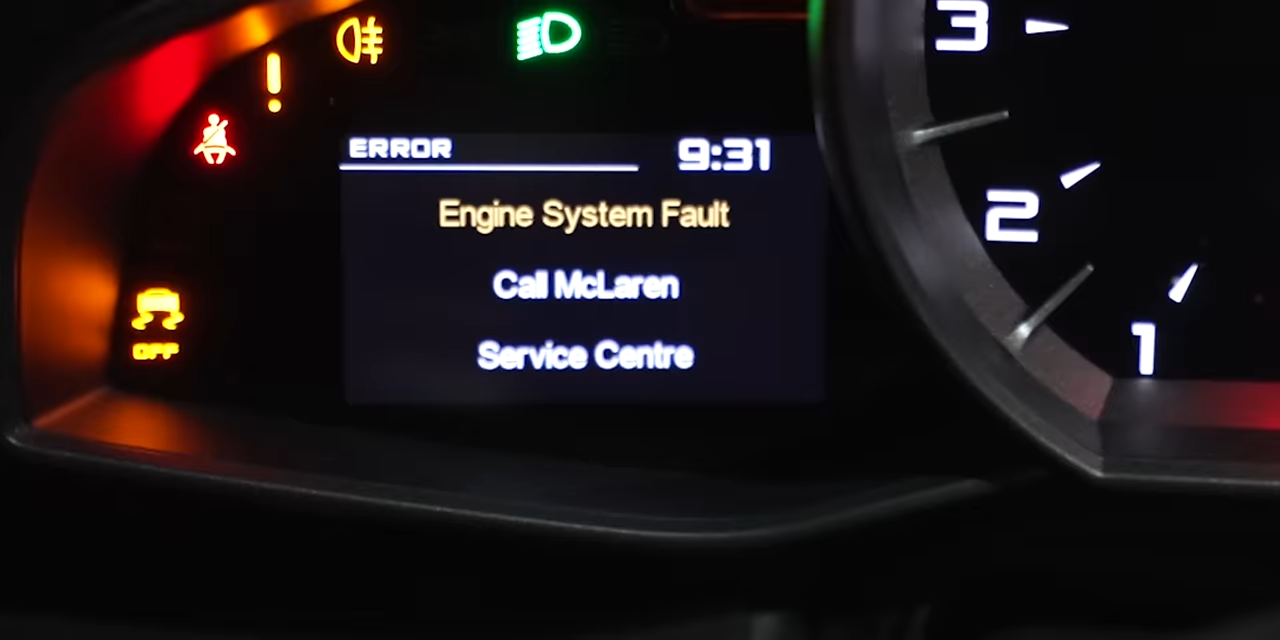 ERROR 9:31
Engine System Fault
Call McLaren
Service Centre
OFF
3
2
1